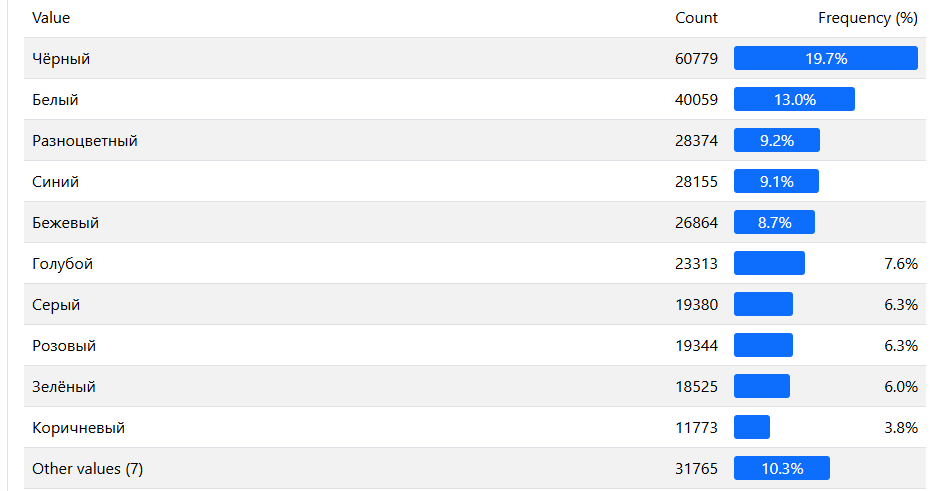 Value Count Frequency (%)
Чёрный 60779 19.7%
Белый 40059 13.0%
Разноцветный 28374 9.2%
Синий 28155 9.1%
Бежевый 26864 8.7%
Голубой 23313 7.6%
Серый 19380 6.3%
Розовый 19344 6.3%
Зелёный 18525 6.0%
Коричневый 11773 3.8%
Other values (7) 31765 10.3%